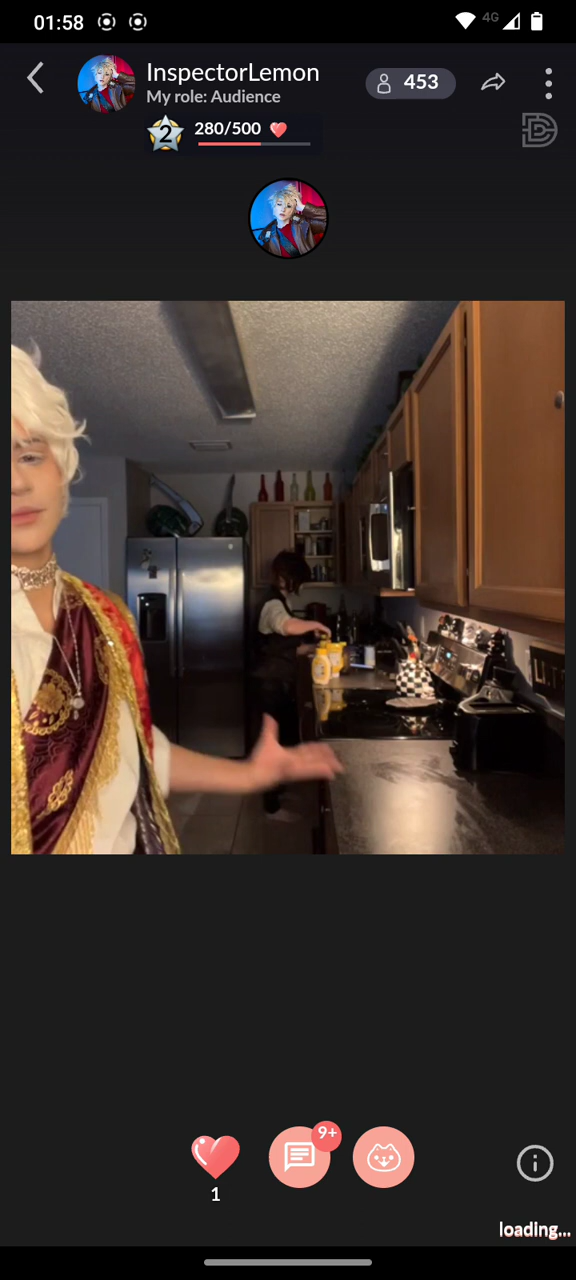 01:58
4G
InspectorLemon
My role: Audience
453
2
280/500
9+
1
loading...